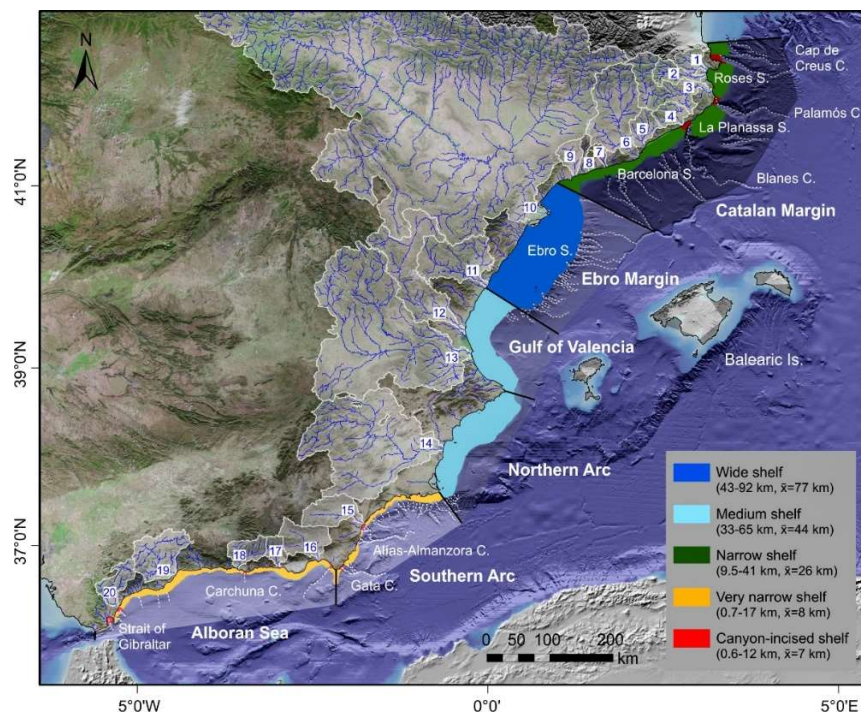 N
1
Cap de
Creus C.
2
Roses S.
3
Palamós C.
4
La Planassa S.
5
6
7
8
9
Barcelona S.
Blanes C.
41°0'N
10
Catalan Margin
Ebro S.
Ebro Margin
11
12
Gulf of Valencia
39°0'N
13
Balearic Is.
14
Northern Arc
Wide shelf
(43-92 km, x̄=77 km)
Medium shelf
(33-65 km, x̄=44 km)
Narrow shelf
(9.5-41 km, x̄=26 km)
Very narrow shelf
(0.7-17 km, x̄=8 km)
Canyon-incised shelf
(0.6-12 km, x̄=7 km)
37°0'N
15
16
17
18
19
20
Alías-Almanzora C.
Southern Arc
Carchuna C.
Gata C.
Strait of
Gibraltar
Alboran Sea
0 50 100 200
km
5°0'W
0°0'
5°0'E